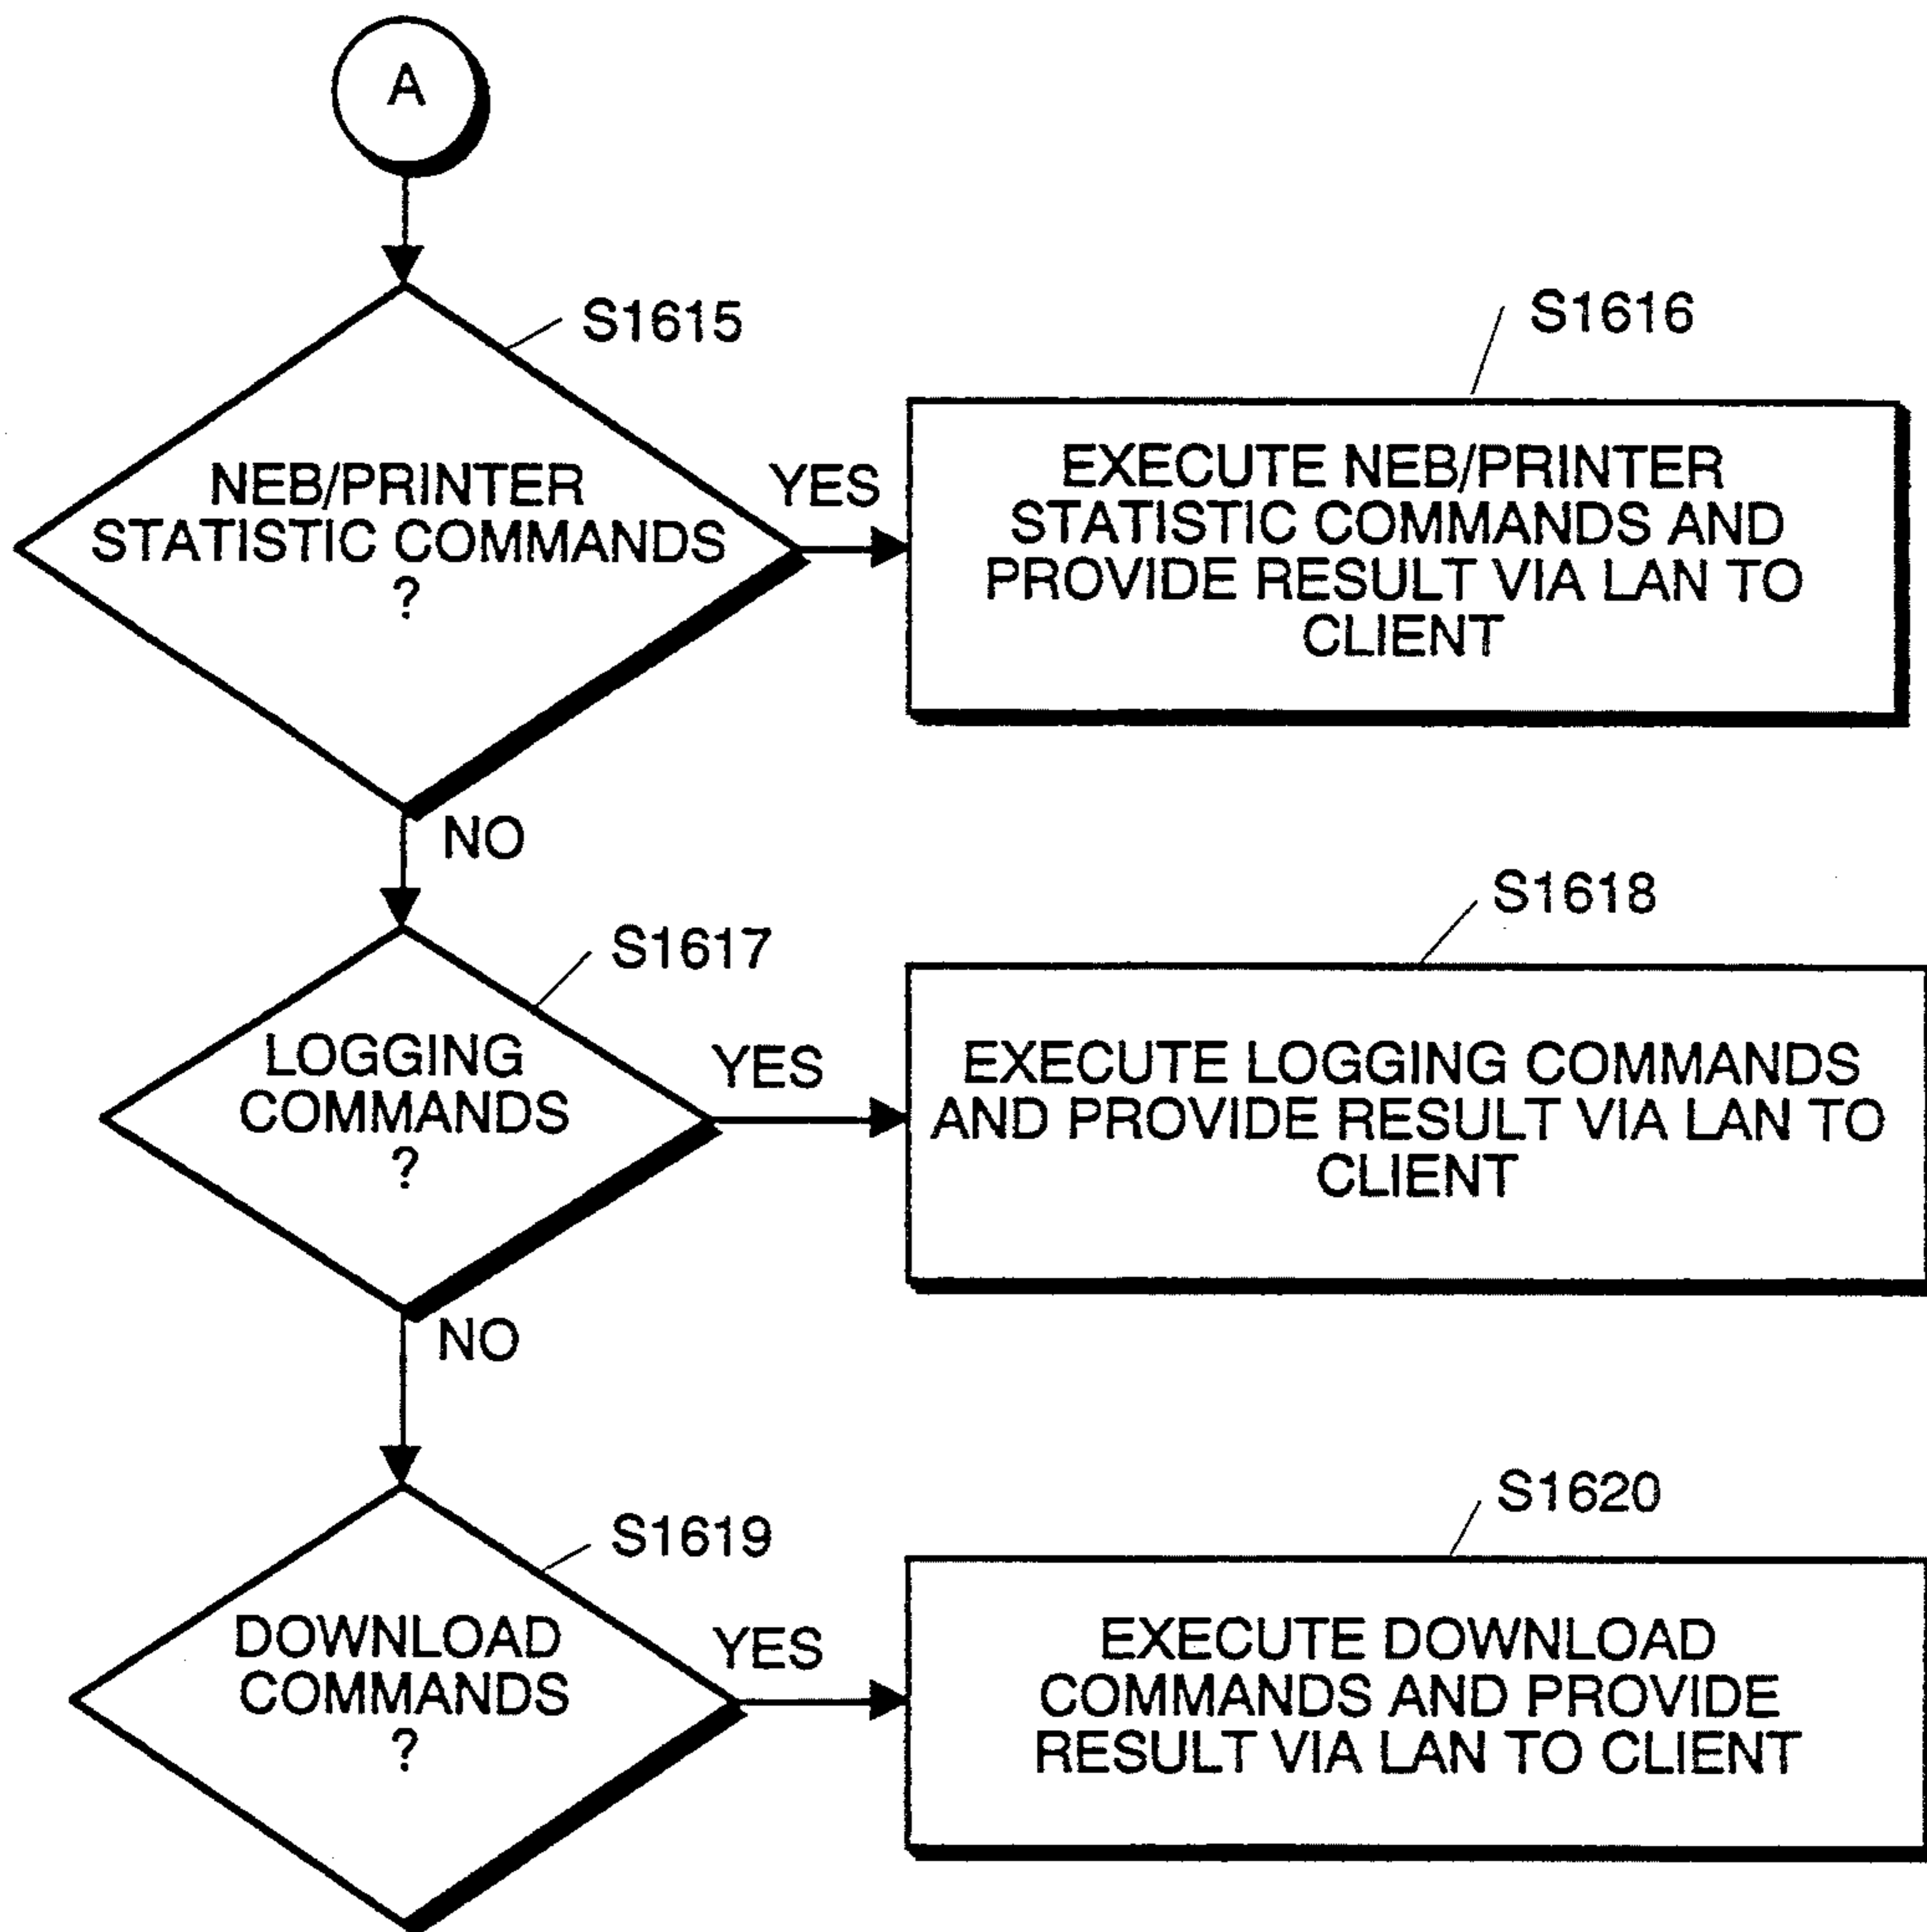 A
S1615
NEB/PRINTER
STATISTIC COMMANDS
?
YES
S1616
EXECUTE NEB/PRINTER
STATISTIC COMMANDS AND
PROVIDE RESULT VIA LAN TO
CLIENT
NO
S1617
LOGGING
COMMANDS
?
YES
S1618
EXECUTE LOGGING COMMANDS
AND PROVIDE RESULT VIA LAN TO
CLIENT
NO
S1619
DOWNLOAD
COMMANDS
?
YES
S1620
EXECUTE DOWNLOAD
COMMANDS AND PROVIDE
RESULT VIA LAN TO CLIENT